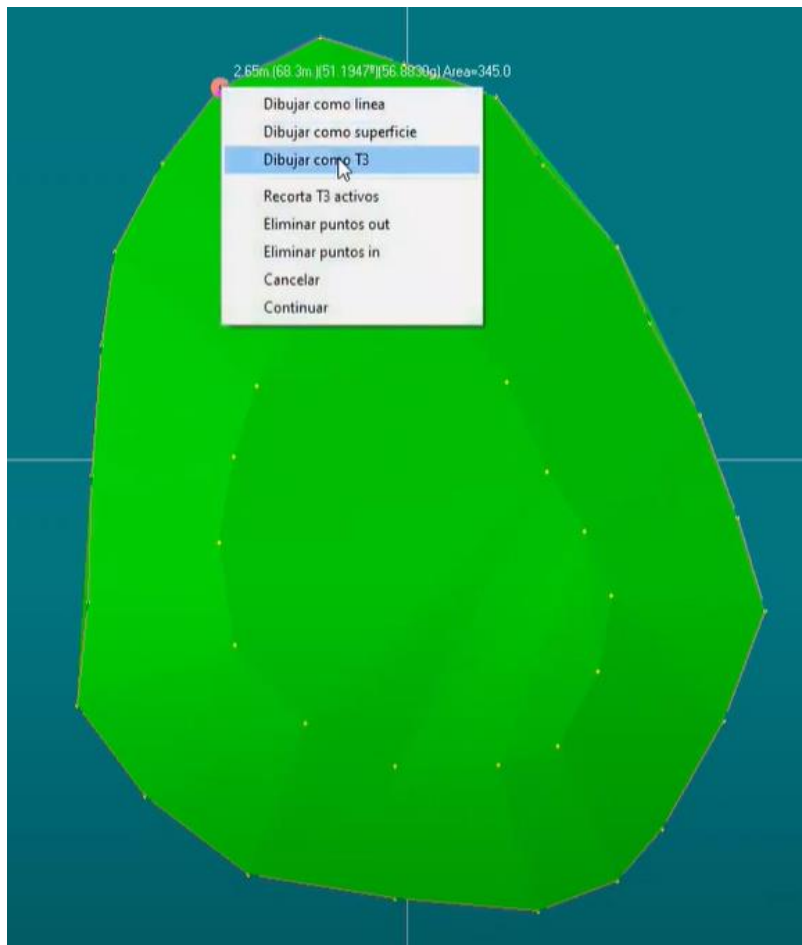 2.65m.(68.3m.)(51.1947º)(56.8830g) Area=345.0
Dibujar como linea
Dibujar como superficie
Dibujar como T3
Recorta T3 activos
Eliminar puntos out
Eliminar puntos in
Cancelar
Continuar